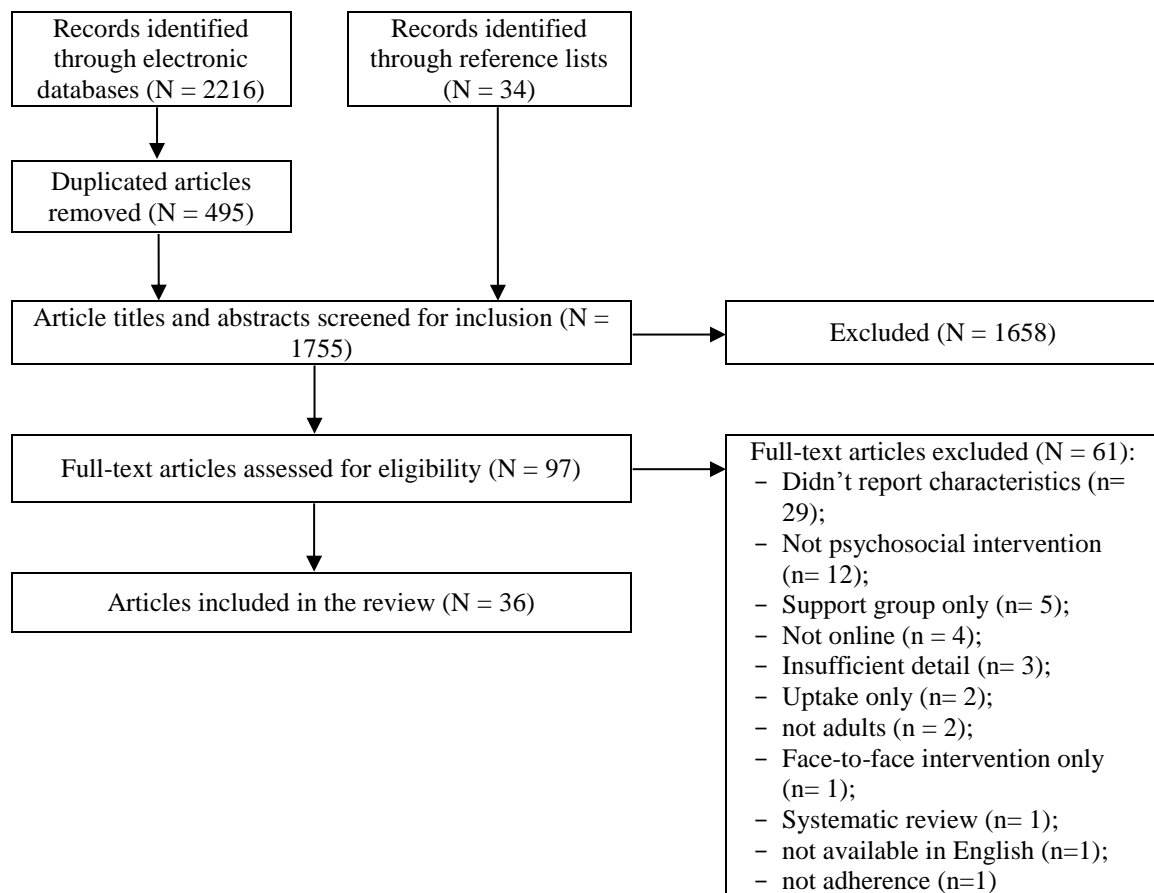 Records identified
through electronic
databases (N = 2216)
Records identified
through reference lists
(N = 34)
Duplicated articles
removed (N = 495)
Article titles and abstracts screened for inclusion (N =
1755)
Excluded (N = 1658)
Full-text articles assessed for eligibility (N = 97)
Full-text articles excluded (N = 61):
− Didn’t report characteristics (n=
29);
− Not psychosocial intervention
(n= 12);
− Support group only (n= 5);
− Not online (n = 4);
− Insufficient detail (n= 3);
− Uptake only (n= 2);
− not adults (n = 2);
− Face-to-face intervention only
(n= 1);
− Systematic review (n= 1);
− not available in English (n=1);
− not adherence (n=1)
Articles included in the review (N = 36)